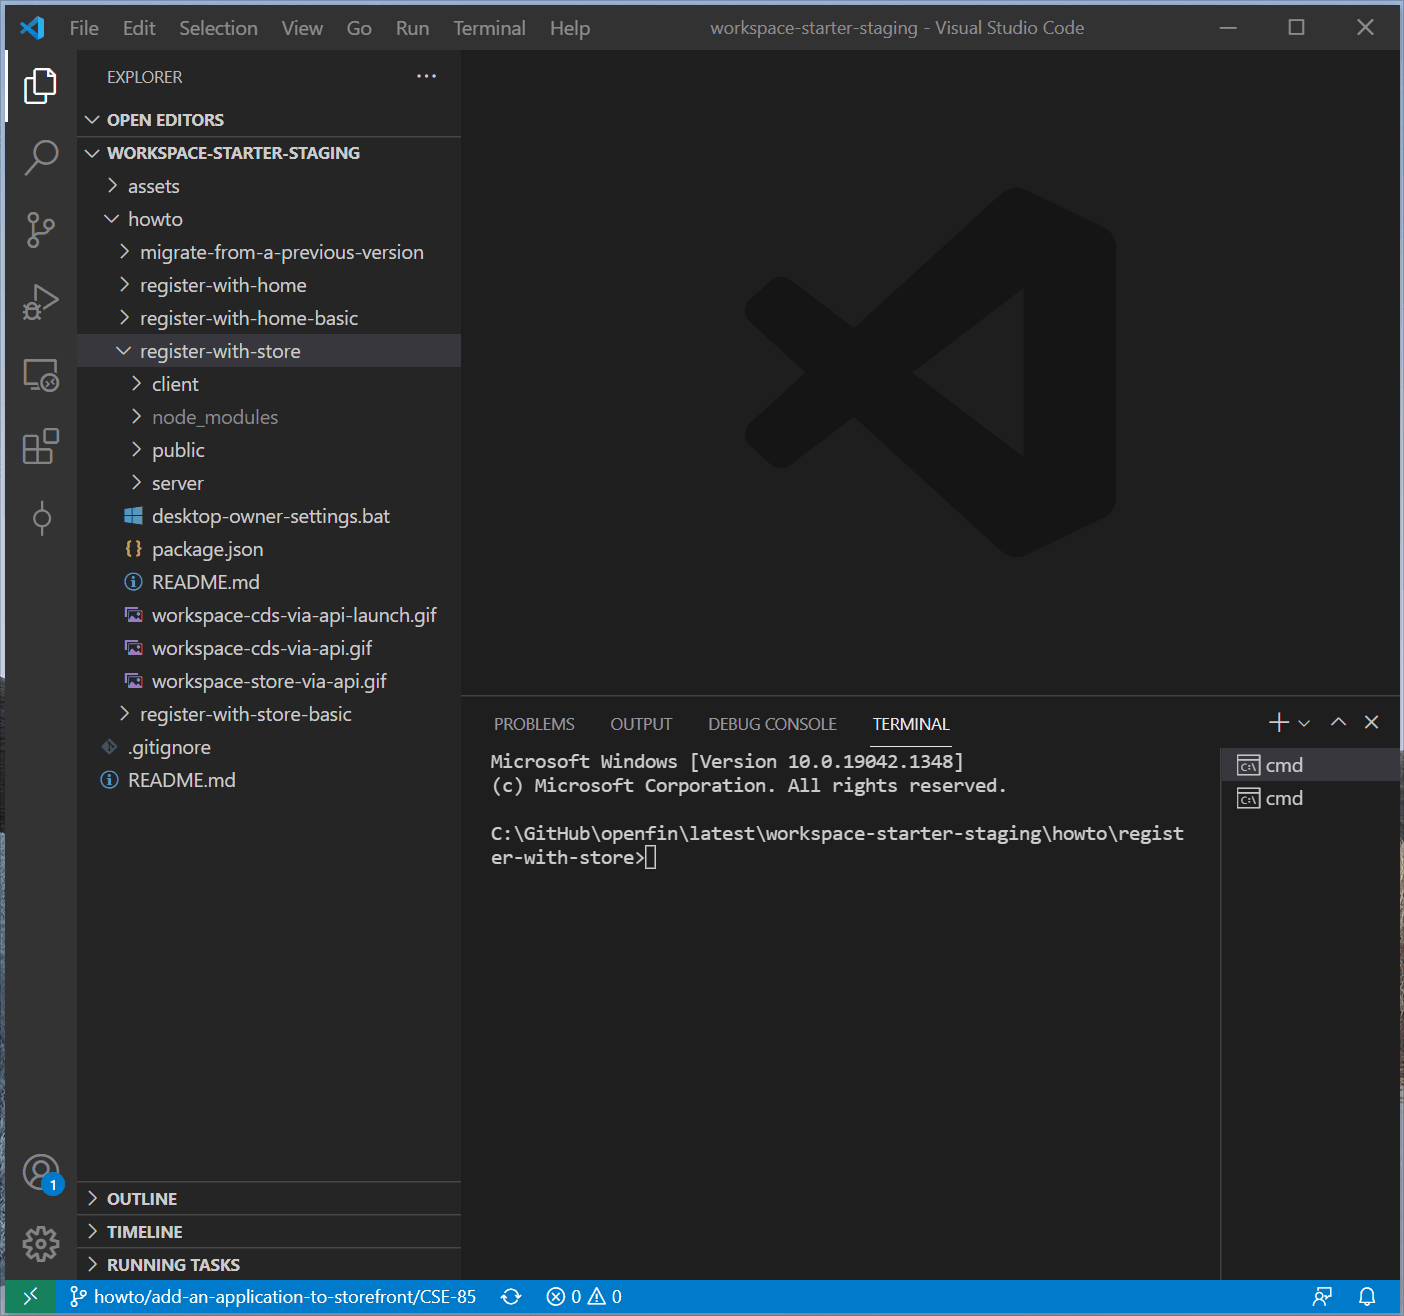 File Edit Selection View Go Run Terminal Help workspace-starter-staging - Visual Studio Code
EXPLORER
OPEN EDITORS
WORKSPACE-STARTER-STAGING
assets
howto
migrate-from-a-previous-version
register-with-home
register-with-home-basic
register-with-store
client
node_modules
public
server
desktop-owner-settings.bat
{} package.json
README.md
workspace-cds-via-api-launch.gif
workspace-cds-via-api.gif
workspace-store-via-api.gif
register-with-store-basic
.gitignore
README.md
OUTLINE
TIMELINE
RUNNING TASKS
1
PROBLEMS OUTPUT DEBUG CONSOLE TERMINAL
Microsoft Windows [Version 10.0.19042.1348]
(c) Microsoft Corporation. All rights reserved.
C:\GitHub\openfin\latest\workspace-starter-staging\howto\regist
er-with-store>
cmd
cmd
howto/add-an-application-to-storefront/CSE-85 0 0